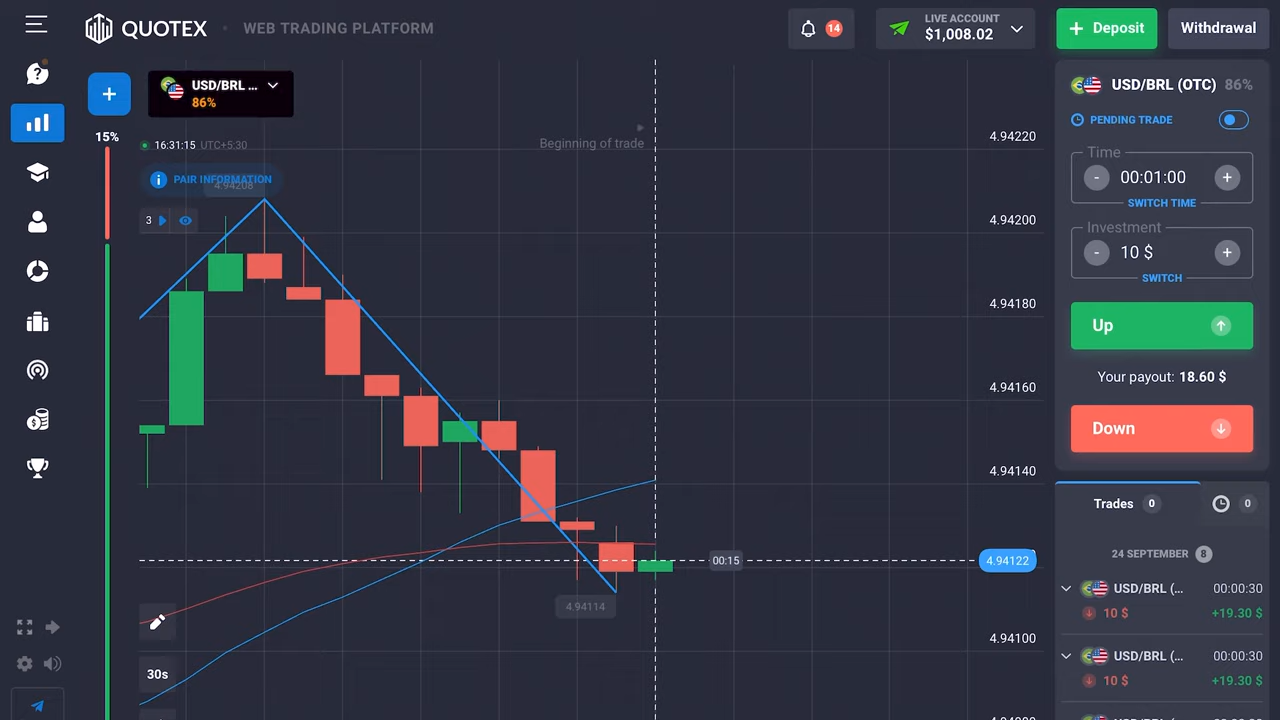 QUOTEX
WEB TRADING PLATFORM
14
LIVE ACCOUNT
$1,008.02
+ Deposit
Withdrawal
+
USD/BRL ...
86%
USD/BRL (OTC) 86%
15%
16:31:15 UTC+5:30
Beginning of trade
PAIR INFORMATION
4.94208
3
PENDING TRADE
Time
- 00:01:00 +
SWITCH TIME
Investment
- 10 $ +
SWITCH
Up
Your payout: 18.60 $
Down
4.94220
4.94200
4.94180
4.94160
4.94140
4.94122
4.94100
00:15
4.94114
30s
Trades 0
0
24 SEPTEMBER 8
USD/BRL (... 00:00:30
10 $ +19.30 $
USD/BRL (... 00:00:30
10 $ +19.30 $